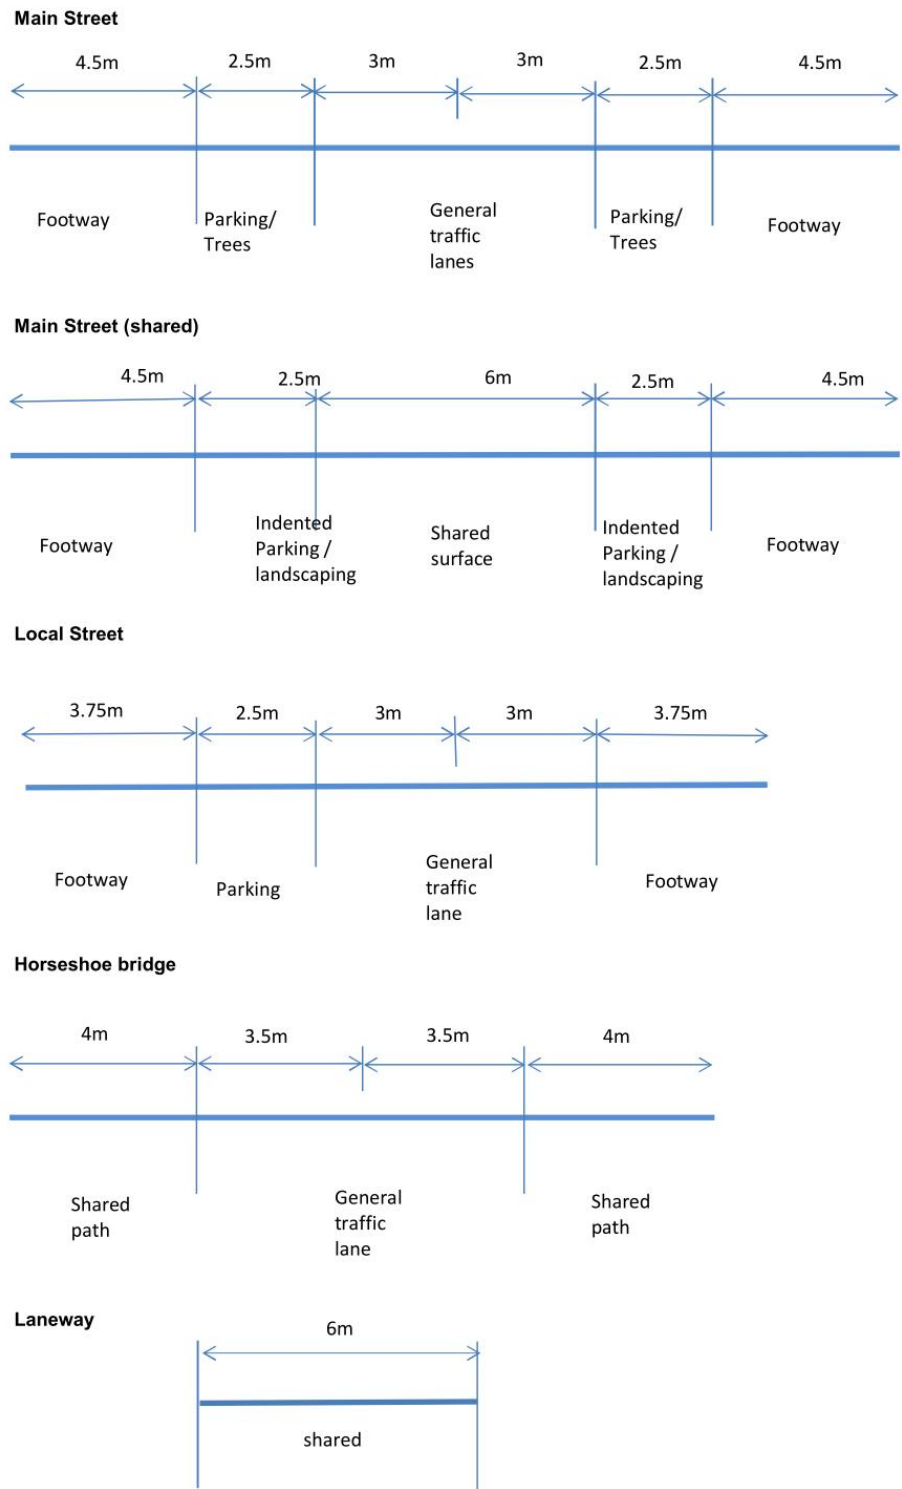 Main Street
4.5m 2.5m 3m 3m 2.5m 4.5m
Footway Parking/ Trees General traffic lanes Parking/ Trees Footway
Main Street (shared)
4.5m 2.5m 6m 2.5m 4.5m
Footway Indented Parking / landscaping Shared surface Indented Parking / landscaping Footway
Local Street
3.75m 2.5m 3m 3m 3.75m
Footway Parking General traffic lane Footway
Horseshoe bridge
4m 3.5m 3.5m 4m
Shared path General traffic lane Shared path
Laneway
6m
shared